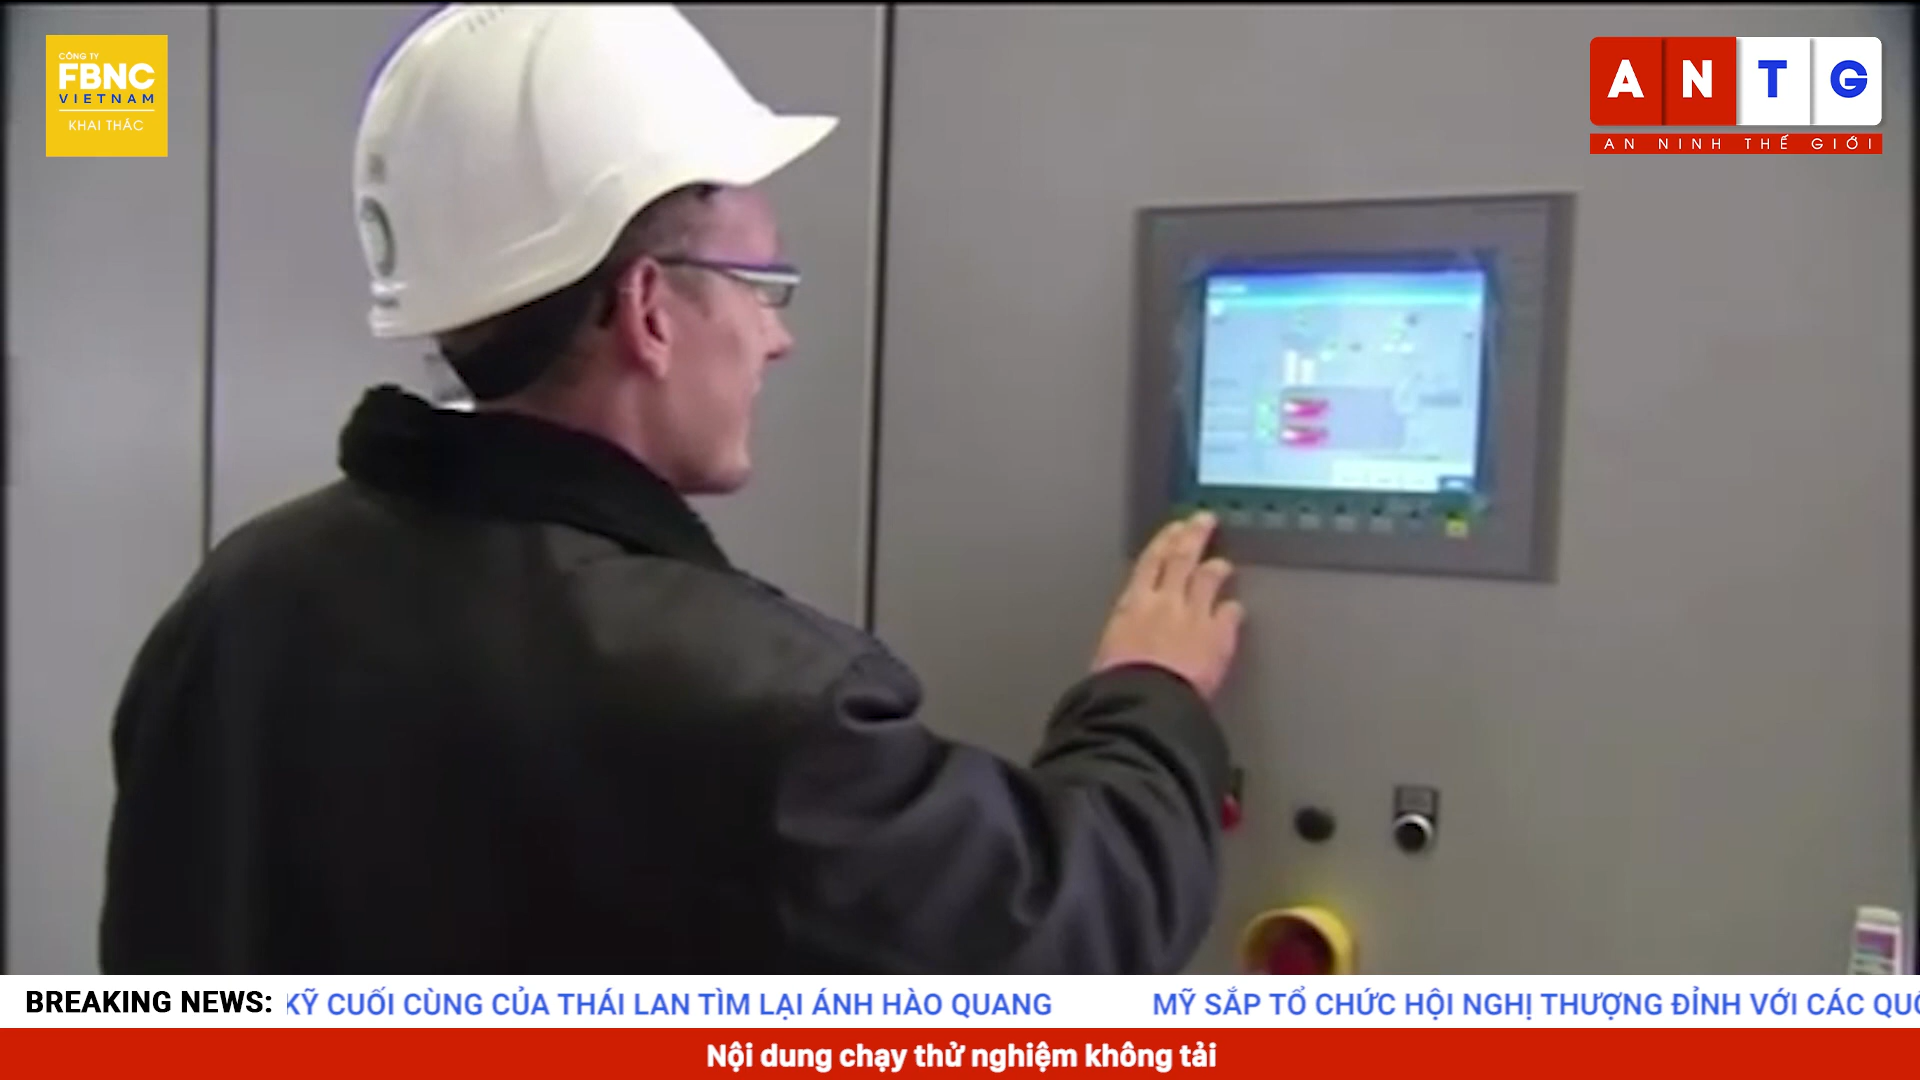 CÔNG TY
FBNC
VIETNAM
KHAI THÁC
ANTG
AN NINH THẾ GIỚI
BREAKING NEWS: KỸ CUỐI CÙNG CỦA THÁI LAN TÌM LẠI ÁNH HÀO QUANG MỸ SẮP TỔ CHỨC HỘI NGHỊ THƯỢNG ĐỈNH VỚI CÁC
Nội dung chạy thử nghiệm không tải